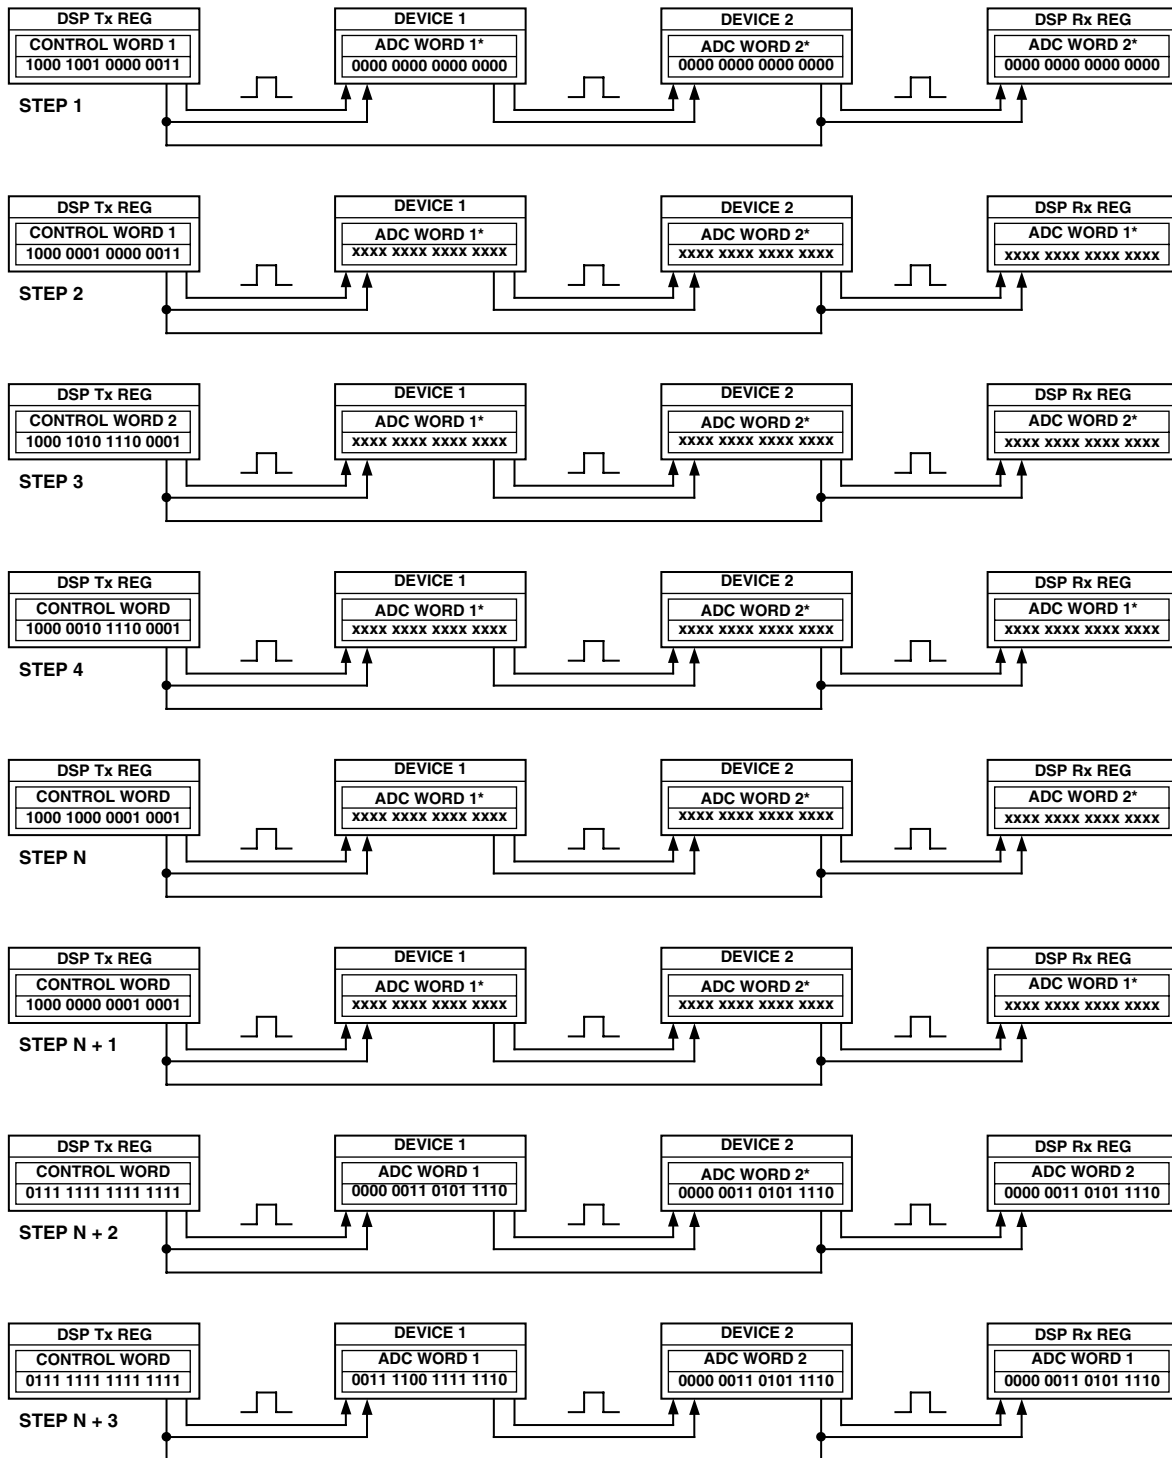 DSP Tx REG
CONTROL WORD 1
1000 1001 0000 0011
DEVICE 1
ADC WORD 1*
0000 0000 0000 0000
DEVICE 2
ADC WORD 2*
0000 0000 0000 0000
DSP Rx REG
ADC WORD 2*
0000 0000 0000 0000
STEP 1
DSP Tx REG
CONTROL WORD 1
1000 0001 0000 0011
DEVICE 1
ADC WORD 1*
xxxx xxxx xxxx xxxx
DEVICE 2
ADC WORD 2*
xxxx xxxx xxxx xxxx
DSP Rx REG
ADC WORD 1*
xxxx xxxx xxxx xxxx
STEP 2
DSP Tx REG
CONTROL WORD 2
1000 1010 1110 0001
DEVICE 1
ADC WORD 1*
xxxx xxxx xxxx xxxx
DEVICE 2
ADC WORD 2*
xxxx xxxx xxxx xxxx
DSP Rx REG
ADC WORD 2*
xxxx xxxx xxxx xxxx
STEP 3
DSP Tx REG
CONTROL WORD
1000 0010 1110 0001
DEVICE 1
ADC WORD 1*
xxxx xxxx xxxx xxxx
DEVICE 2
ADC WORD 2*
xxxx xxxx xxxx xxxx
DSP Rx REG
ADC WORD 1*
xxxx xxxx xxxx xxxx
STEP 4
DSP Tx REG
CONTROL WORD
1000 1000 0001 0001
DEVICE 1
ADC WORD 1*
xxxx xxxx xxxx xxxx
DEVICE 2
ADC WORD 2*
xxxx xxxx xxxx xxxx
DSP Rx REG
ADC WORD 2*
xxxx xxxx xxxx xxxx
STEP N
DSP Tx REG
CONTROL WORD
1000 0000 0001 0001
DEVICE 1
ADC WORD 1*
xxxx xxxx xxxx xxxx
DEVICE 2
ADC WORD 2*
xxxx xxxx xxxx xxxx
DSP Rx REG
ADC WORD 1*
xxxx xxxx xxxx xxxx
STEP N + 1
DSP Tx REG
CONTROL WORD
0111 1111 1111 1111
DEVICE 1
ADC WORD 1
0000 0011 0101 1110
DEVICE 2
ADC WORD 2*
0000 0011 0101 1110
DSP Rx REG
ADC WORD 2
0000 0011 0101 1110
STEP N + 2
DSP Tx REG
CONTROL WORD
0111 1111 1111 1111
DEVICE 1
ADC WORD 1
0011 1100 1111 1110
DEVICE 2
ADC WORD 2
0000 0011 0101 1110
DSP Rx REG
ADC WORD 1
0000 0011 0101 1110
STEP N + 3